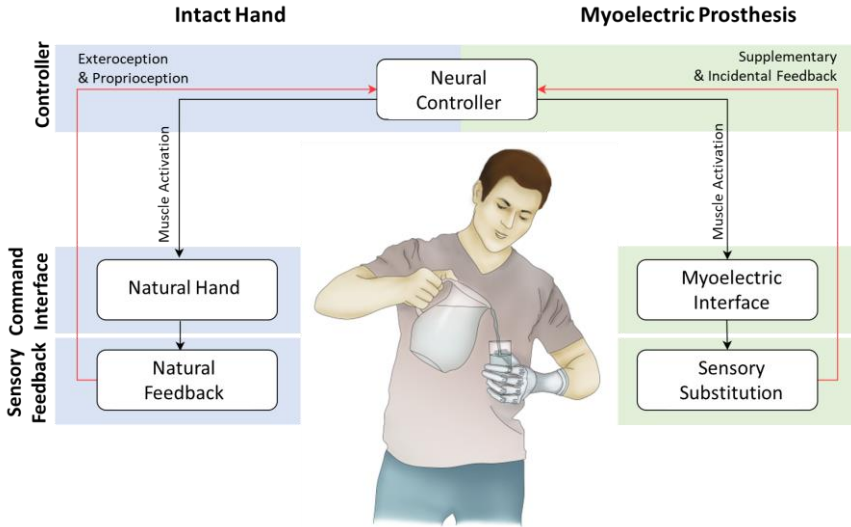 Intact Hand
Myoelectric Prosthesis
Controller
Exteroception
& Proprioception
Neural
Controller
Supplementary
& Incidental Feedback
Muscle Activation
Muscle Activation
Command
Interface
Natural Hand
Myoelectric
Interface
Sensory
Feedback
Natural
Feedback
Sensory
Substitution